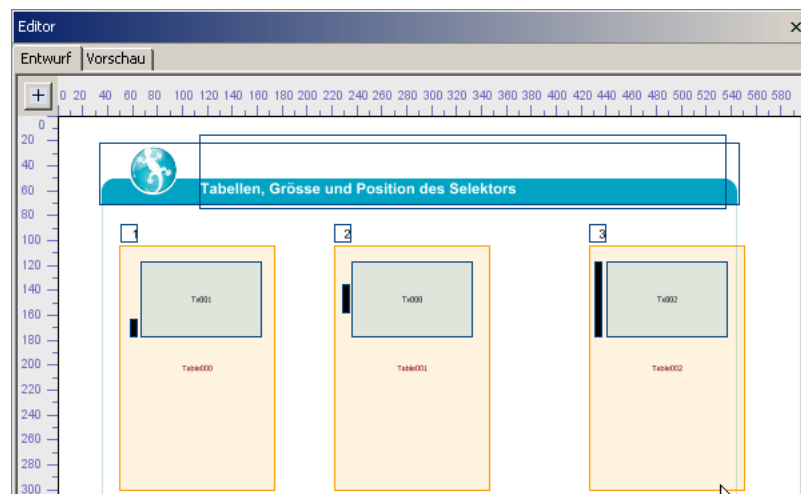 Editor
Entwurf Vorschau
0 20 40 60 80 100 120 140 160 180 200 220 240 260 280 300 320 340 360 380 400 420 440 460 480 500 520 540 560 580
0
20
40
60
80
100
120
140
160
180
200
220
240
260
280
300
Tabellen, Grösse und Position des Selektors
1 2 3
Tx001 Tx000 Tx002
Table000 Table001 Table002